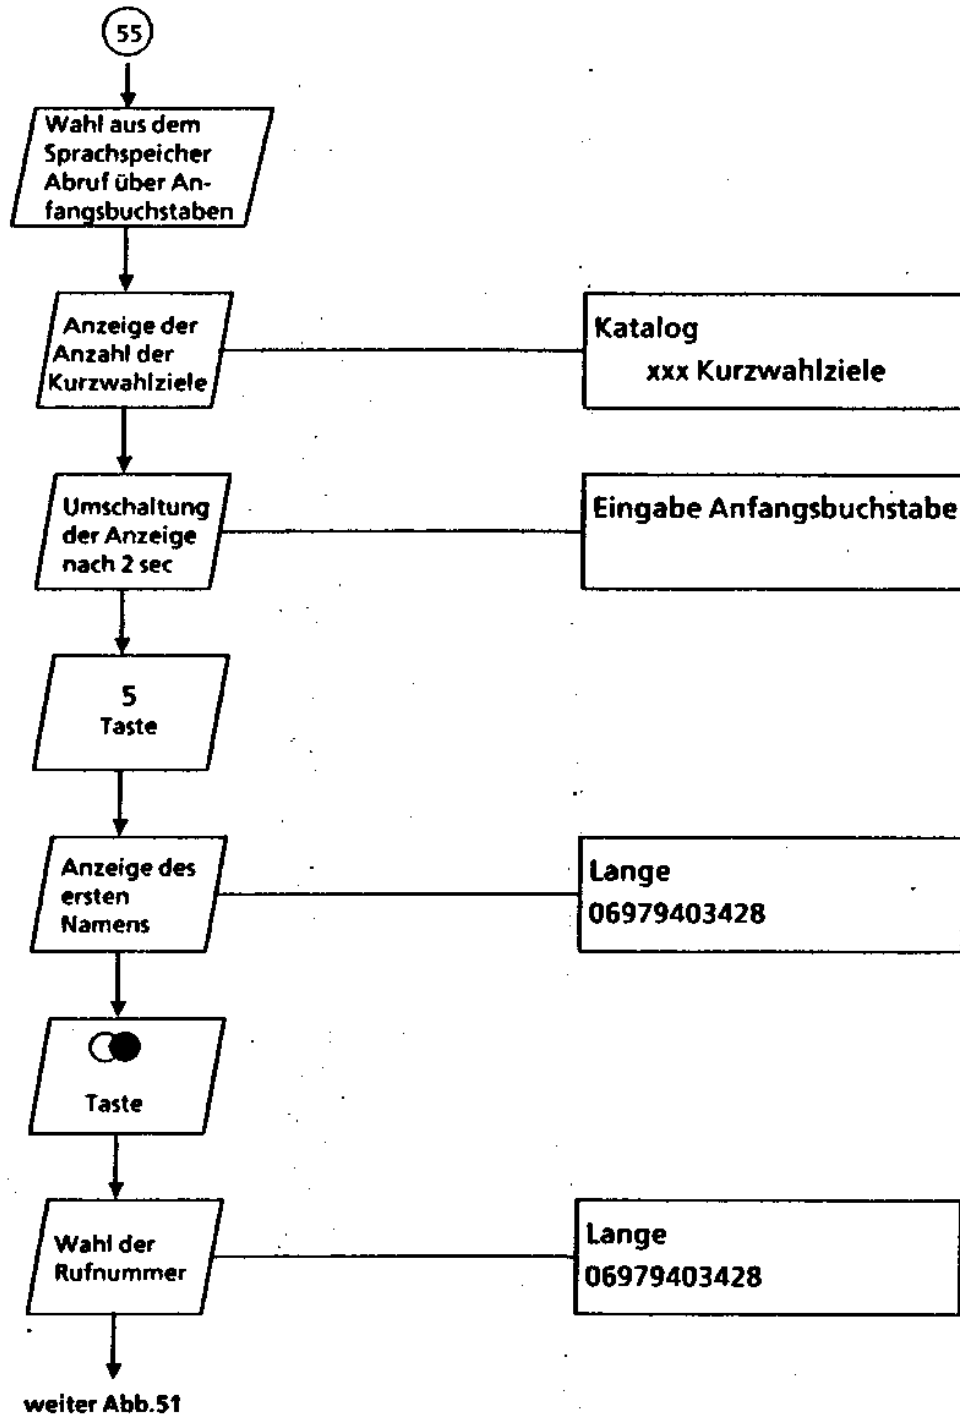 55
Wahl aus dem
Sprachspeicher
Abruf über An-
fangsbuchstaben
Anzeige der
Anzahl der
Kurzwahlziele
Katalog
xxx Kurzwahlziele
Umschaltung
der Anzeige
nach 2 sec
Eingabe Anfangsbuchstabe
5
Taste
Anzeige des
ersten
Namens
Lange
06979403428
Taste
Wahl der
Rufnummer
Lange
06979403428
weiter Abb.51